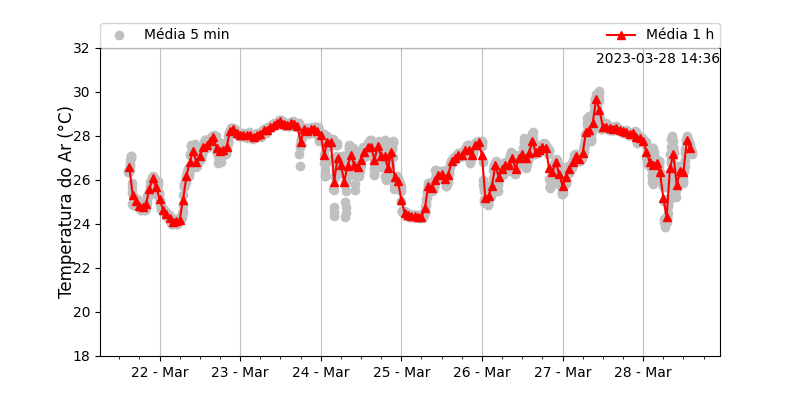 Média 5 min
Média 1 h
2023-03-28 14:36
Temperatura do Ar (°C)
32
30
28
26
24
22
20
18
22 - Mar
23 - Mar
24 - Mar
25 - Mar
26 - Mar
27 - Mar
28 - Mar